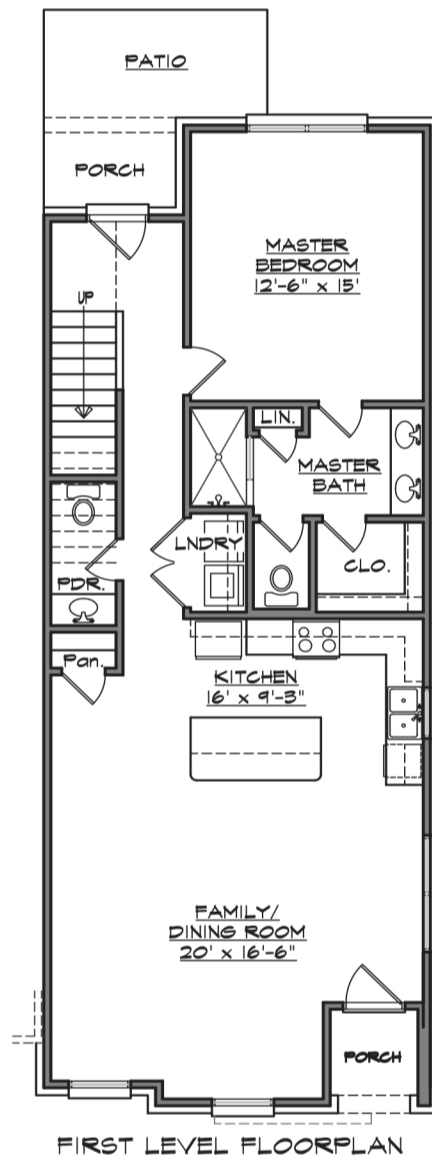 PATIO
PORCH
MASTER
BEDROOM
12'-6" x 15'
UP
LIN.
MASTER
BATH
LNDRY
CLO.
PDR.
Pan.
KITCHEN
16' x 9'-3"
FAMILY/
DINING ROOM
20' x 16'-6"
PORCH
FIRST LEVEL FLOORPLAN